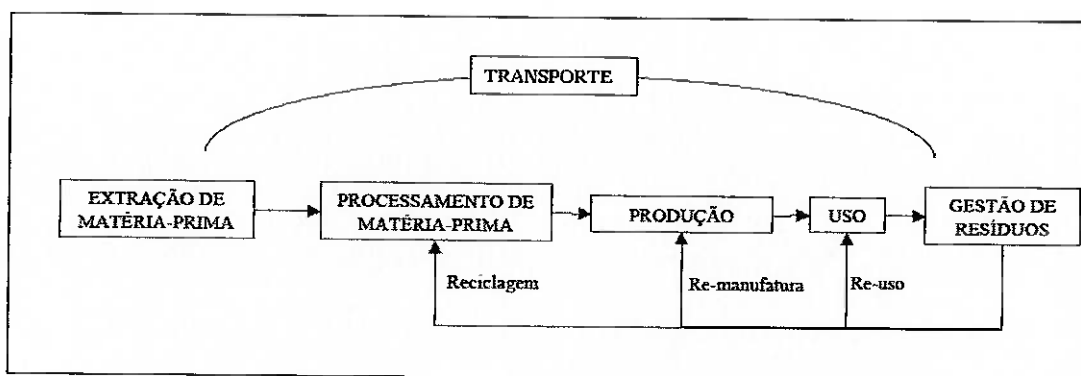 TRANSPORTE
EXTRAÇÃO DE
MATÉRIA-PRIMA
PROCESSAMENTO DE
MATÉRIA-PRIMA
PRODUÇÃO
USO
GESTÃO DE
RESÍDUOS
Reciclagem
Re-manufatura
Re-uso